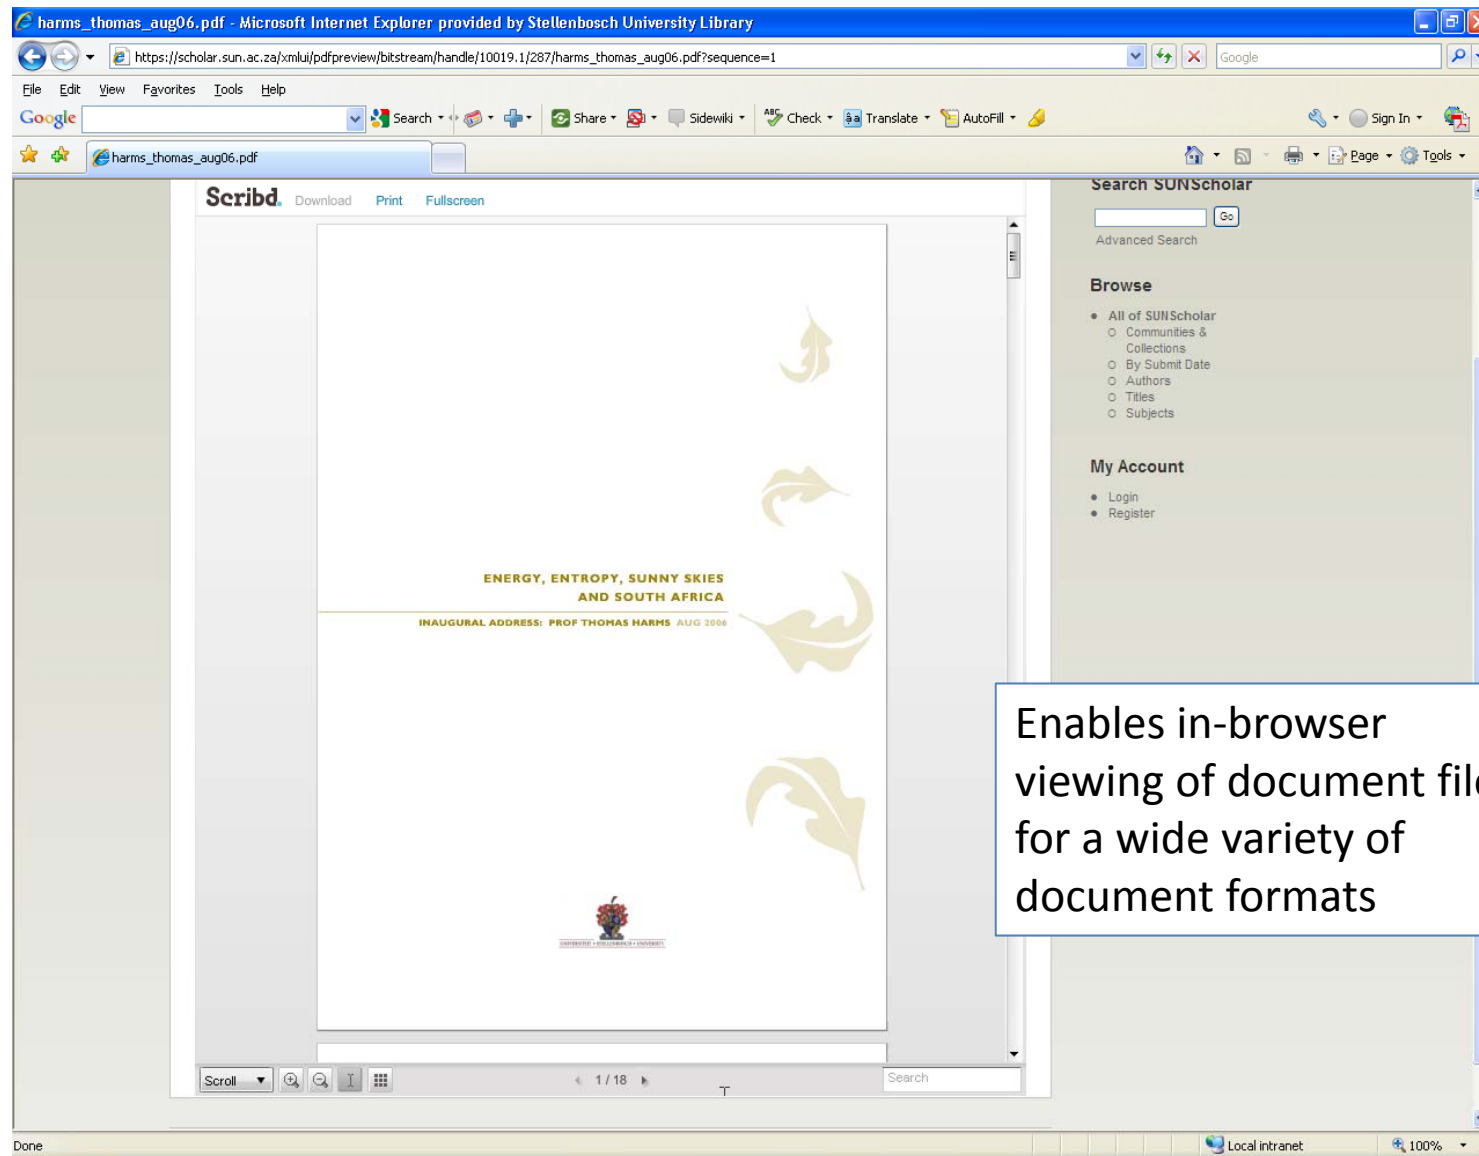 harms_thomas_aug06.pdf - Microsoft Internet Explorer provided by Stellenbosch University Library
https://scholar.sun.ac.za/xmlui/pdfpreview/bitstream/handle/10019.1/287/harms_thomas_aug06.pdf?sequence=1
Google
File Edit View Favorites Tools Help
Google Search Share Sidewiki Check Translate AutoFill Sign In
harms_thomas_aug06.pdf
Page Tools
Scribd. Download Print Fullscreen
ENERGY, ENTROPY, SUNNY SKIES
AND SOUTH AFRICA
INAUGURAL ADDRESS: PROF THOMAS HARMS AUG 2006
UNIVERSITEIT • STELLENBOSCH • UNIVERSITY
Scroll 1 / 18 Search
Search SUNScholar
Go
Advanced Search
Browse
All of SUNScholar
Communities &
Collections
By Submit Date
Authors
Titles
Subjects
My Account
Login
Register
Enables in-browser
viewing of document file
for a wide variety of
document formats
Done Local intranet 100%